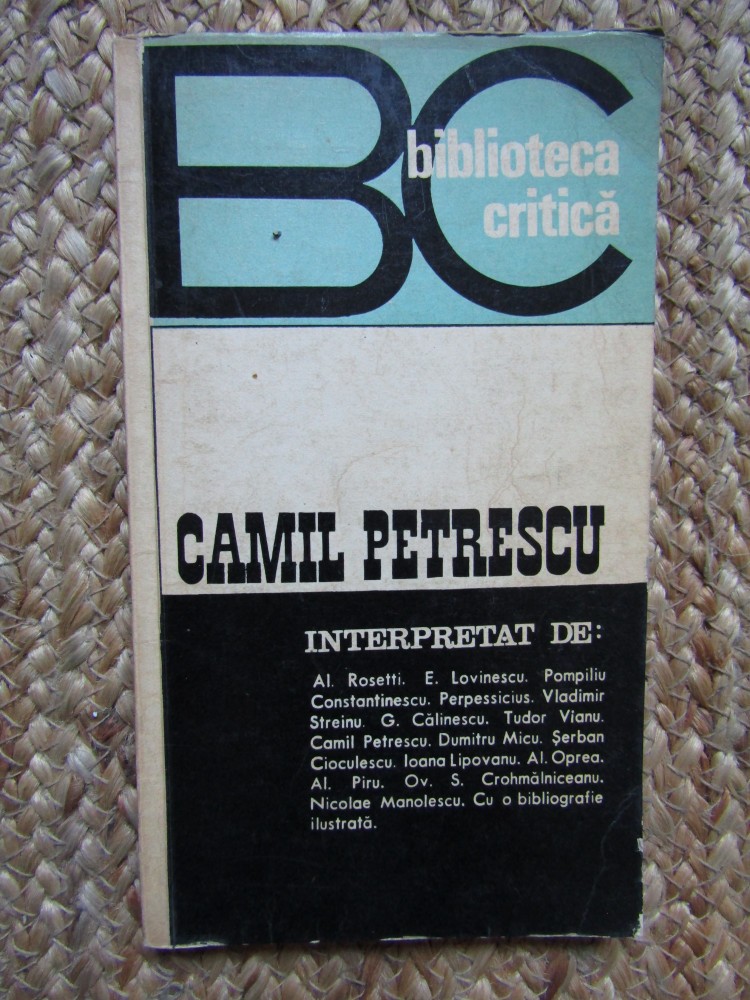 BC
biblioteca
critică
CAMIL PETRESCU
INTERPRETAT DE:
Al. Rosetti. E. Lovinescu. Pompiliu
Constantinescu. Perpessicius. Vladimir
Streinu. G. Călinescu. Tudor Vianu.
Camil Petrescu. Dumitru Micu. Șerban
Cioculescu. Ioana Lipovanu. Al. Oprea.
Al. Piru. Ov. S. Crohmălniceanu.
Nicolae Manolescu. Cu o bibliografie
ilustrată.